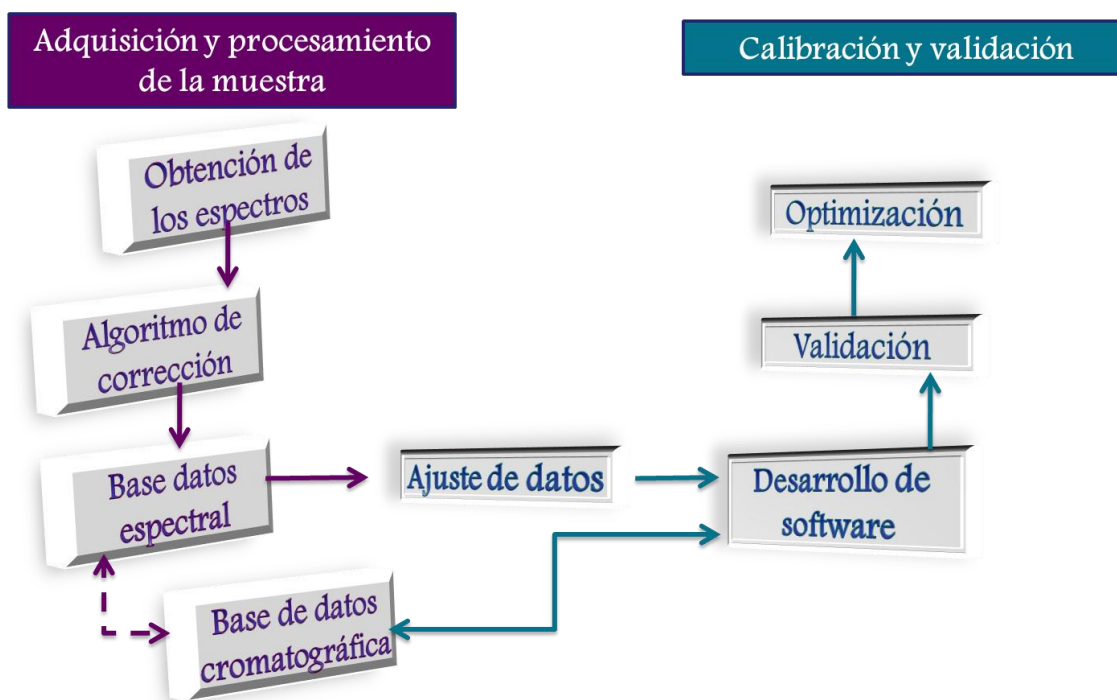 Adquisición y procesamiento
de la muestra
Calibración y validación
Obtención de
los espectros
Algoritmo de
corrección
Base datos
espectral
Base de datos
cromatográfica
Ajuste de datos
Desarrollo de
software
Validación
Optimización